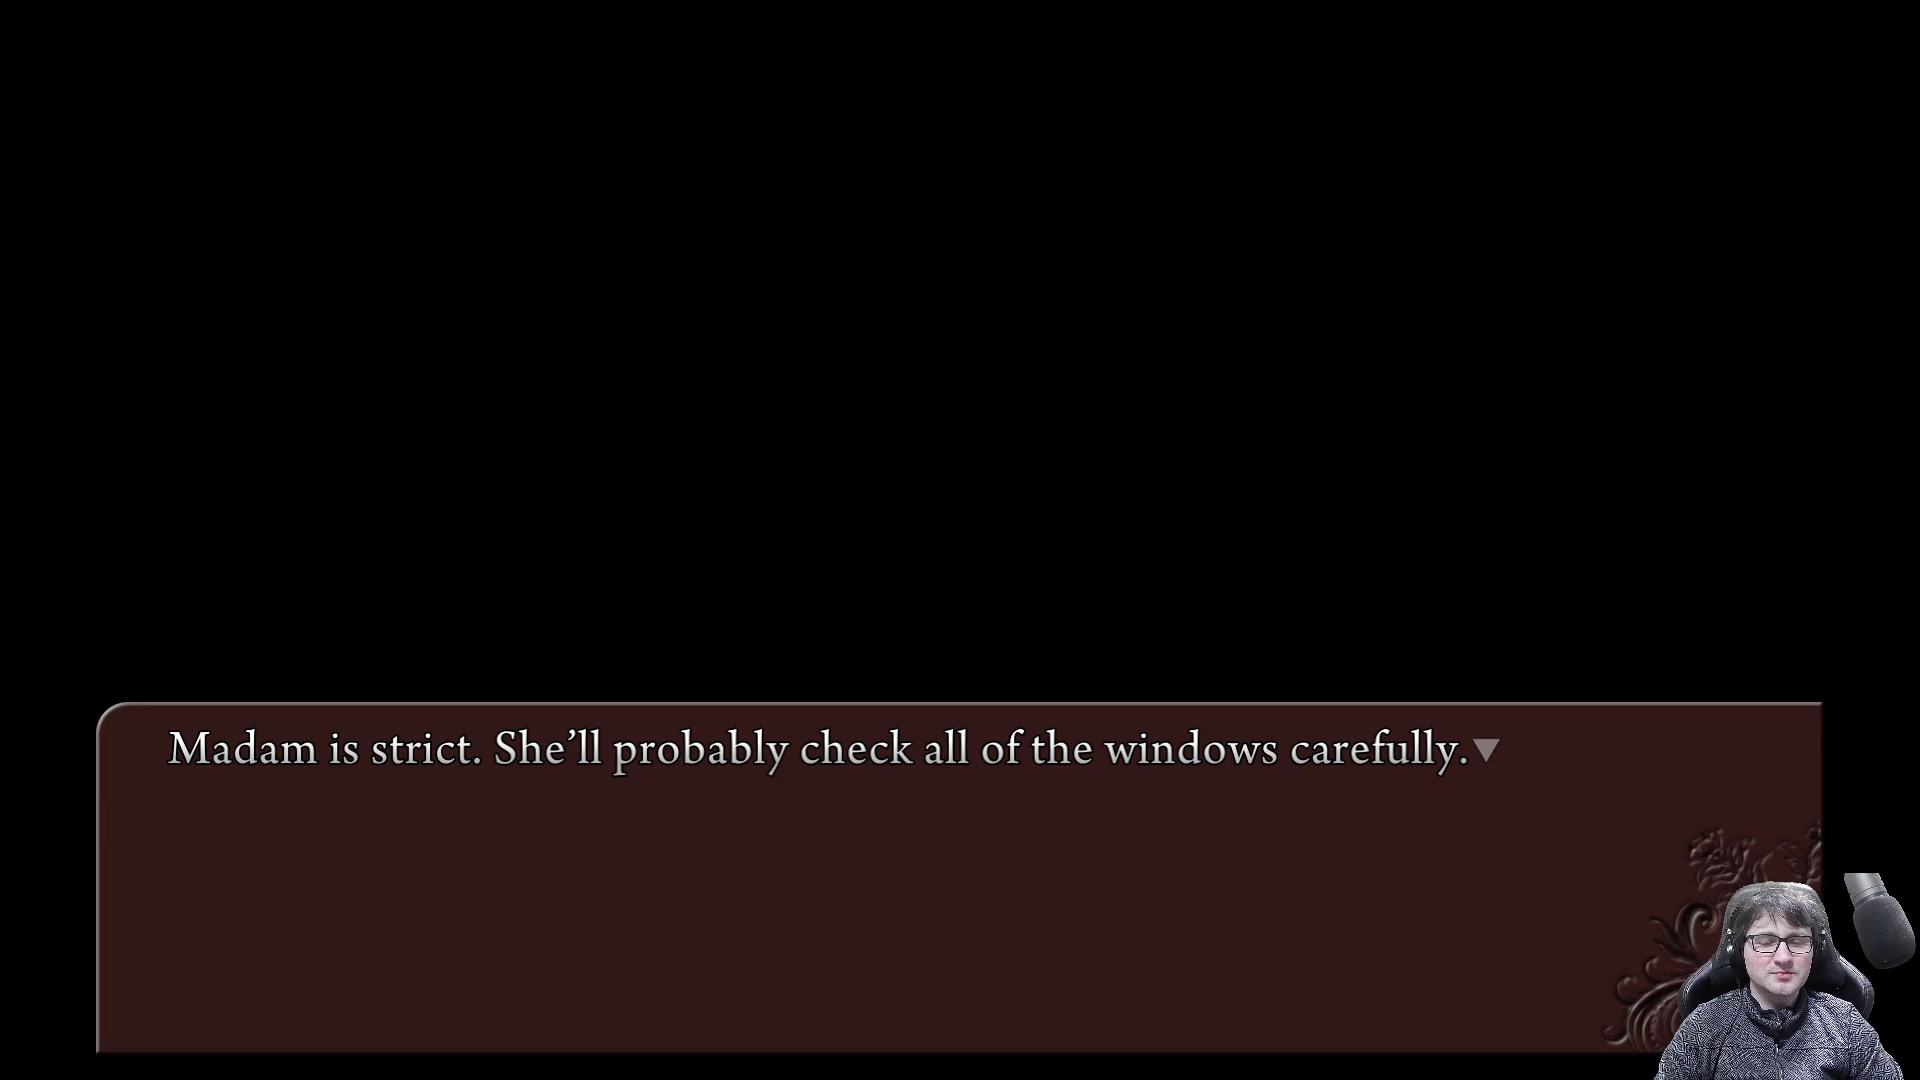 Madam is strict. She’ll probably check all of the windows carefully.